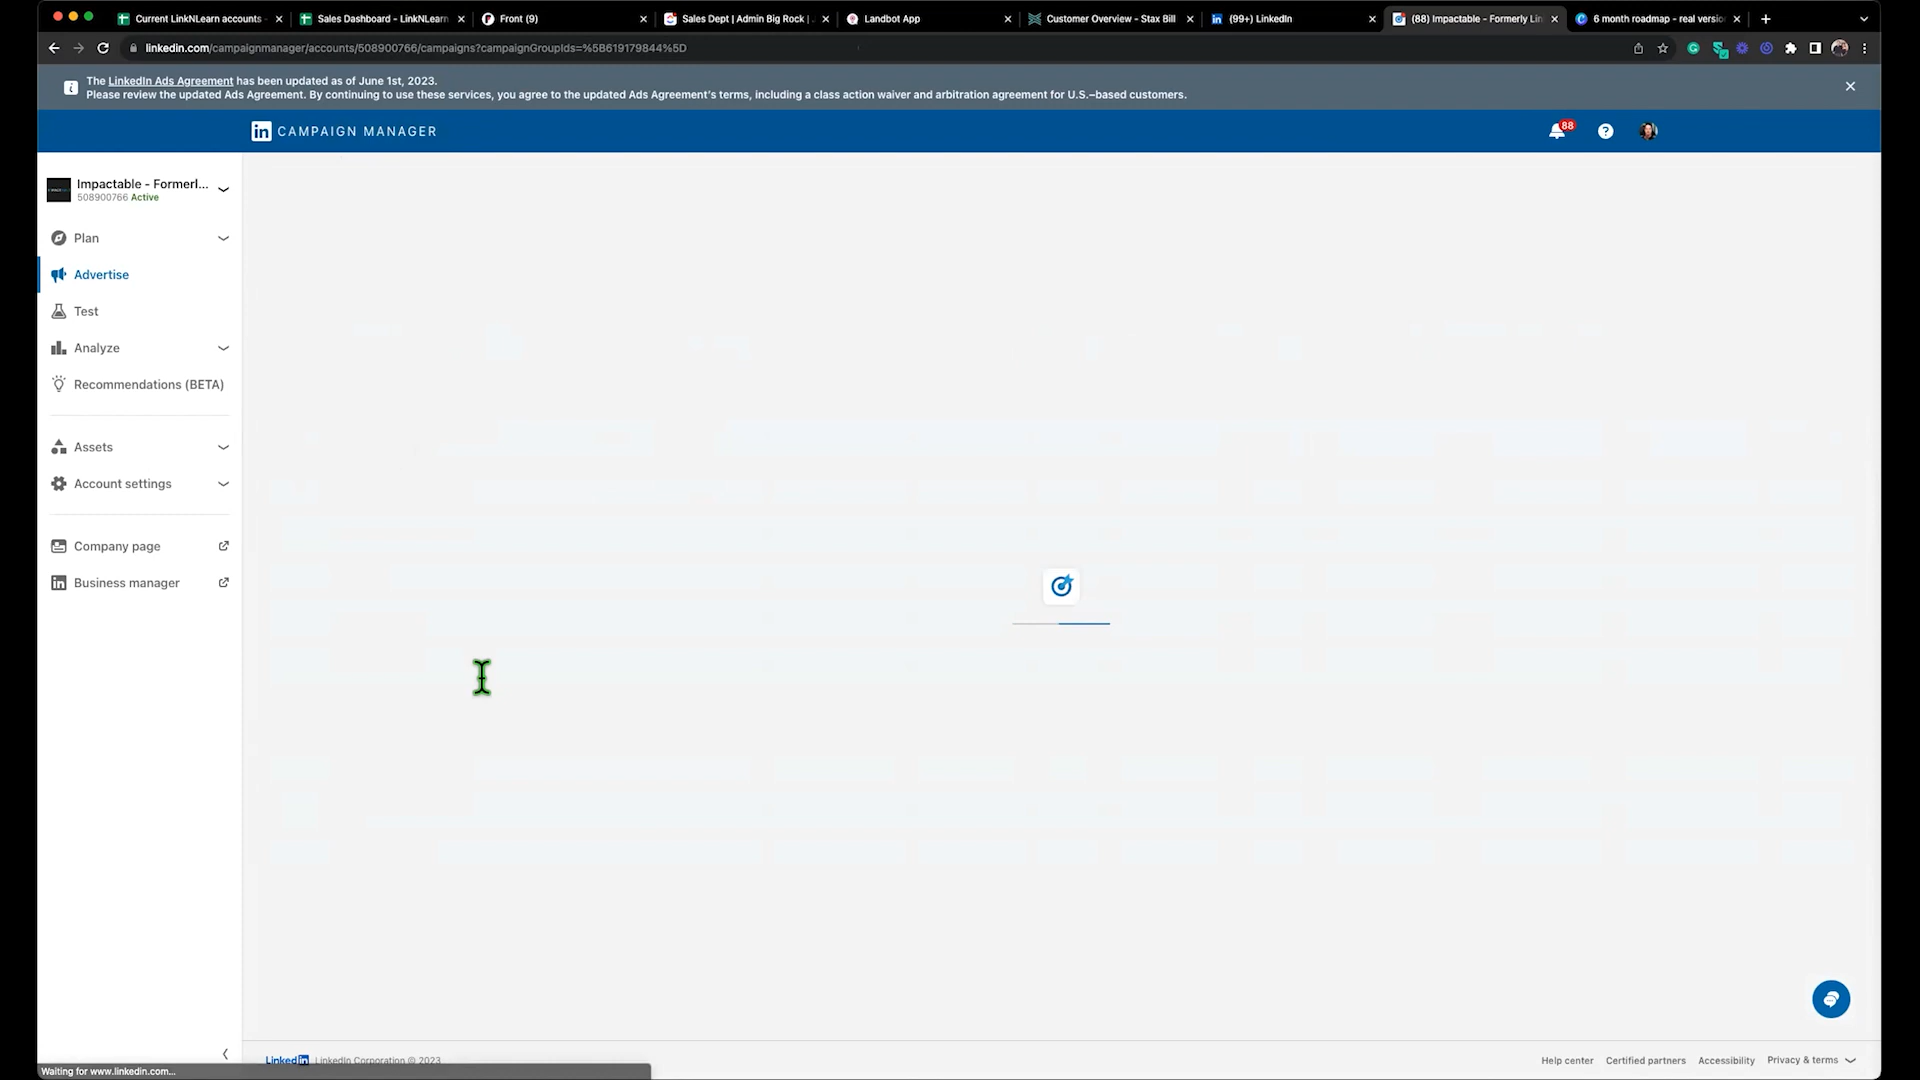 Current LinkNLearn accounts
Sales Dashboard - LinkNLearn
Front (9)
Sales Dept | Admin Big Rock |
Landbot App
Customer Overview - Stax Bill
(99+) LinkedIn
(88) Impactable - Formerly Lin
6 month roadmap - real versio
linkedin.com/campaignmanager/accounts/508900766/campaigns?campaignGroupIds=%5B619179844%5D
The LinkedIn Ads Agreement has been updated as of June 1st, 2023.
Please review the updated Ads Agreement. By continuing to use these services, you agree to the updated Ads Agreement's terms, including a class action waiver and arbitration agreement for U.S.-based customers.
in CAMPAIGN MANAGER
88
Impactable - Formerl...
508900766 Active
Plan
Advertise
Test
Analyze
Recommendations (BETA)
Assets
Account settings
Company page
Business manager
LinkedIn LinkedIn Corporation © 2023
Help center
Certified partners
Accessibility
Privacy & terms
Waiting for www.linkedin.com...